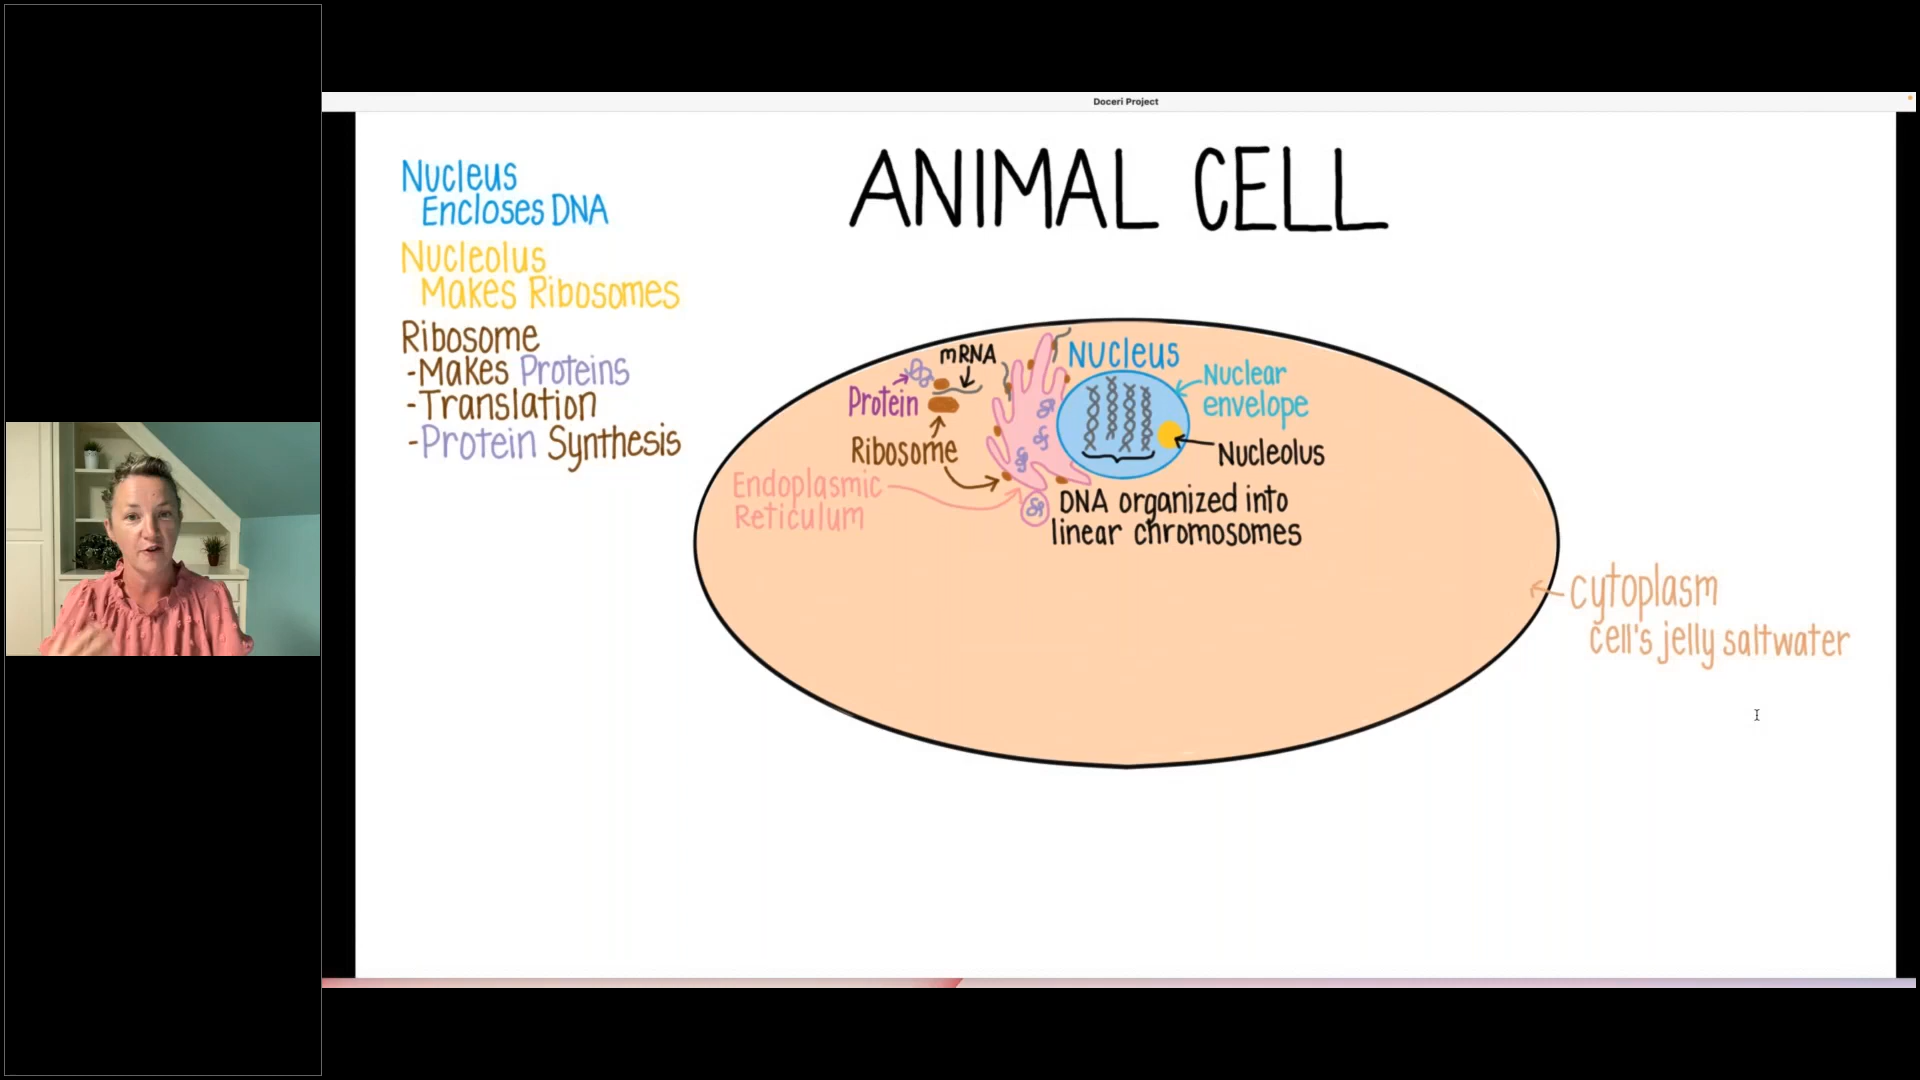 Doceri Project
ANIMAL CELL
Nucleus
Encloses DNA
Nucleolus
Makes Ribosomes
Ribosome
-Makes Proteins
-Translation
-Protein Synthesis
mRNA
Protein
Ribosome
Endoplasmic
Reticulum
Nucleus
Nuclear
envelope
Nucleolus
DNA organized into
linear chromosomes
cytoplasm
cell's jelly saltwater